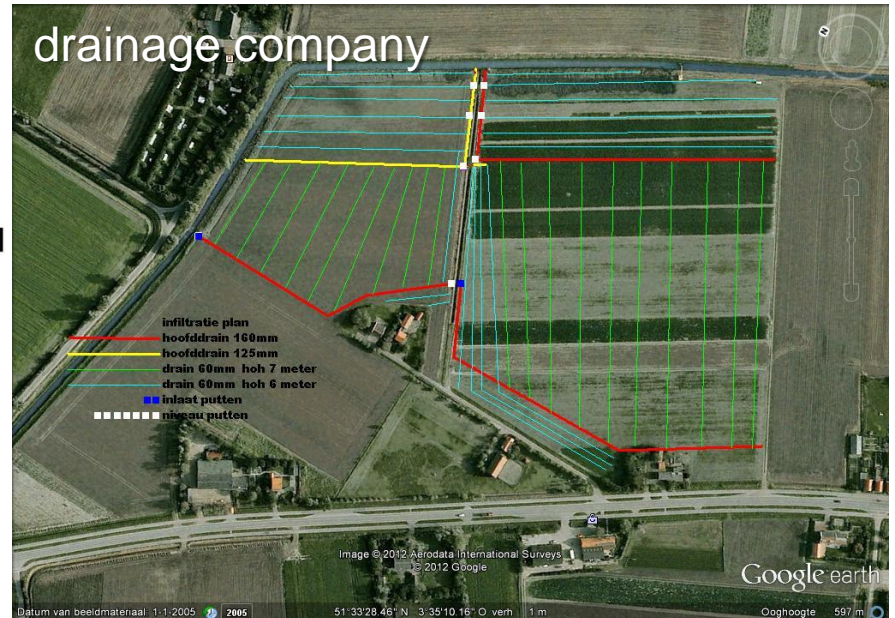 drainage company
infiltratie plan
hoofddrain 160mm
hoofddrain 125mm
drain 60mm hoh 7 meter
drain 60mm hoh 6 meter
inlaat putten
niveau putten
Image © 2012 Aerodata International Surveys
© 2012 Google
Google earth
Datum van beeldmateriaal: 1-1-2005 2005 51°33'28.46" N 3°35'10.16" O verh 1 m Ooghoogte 597 m